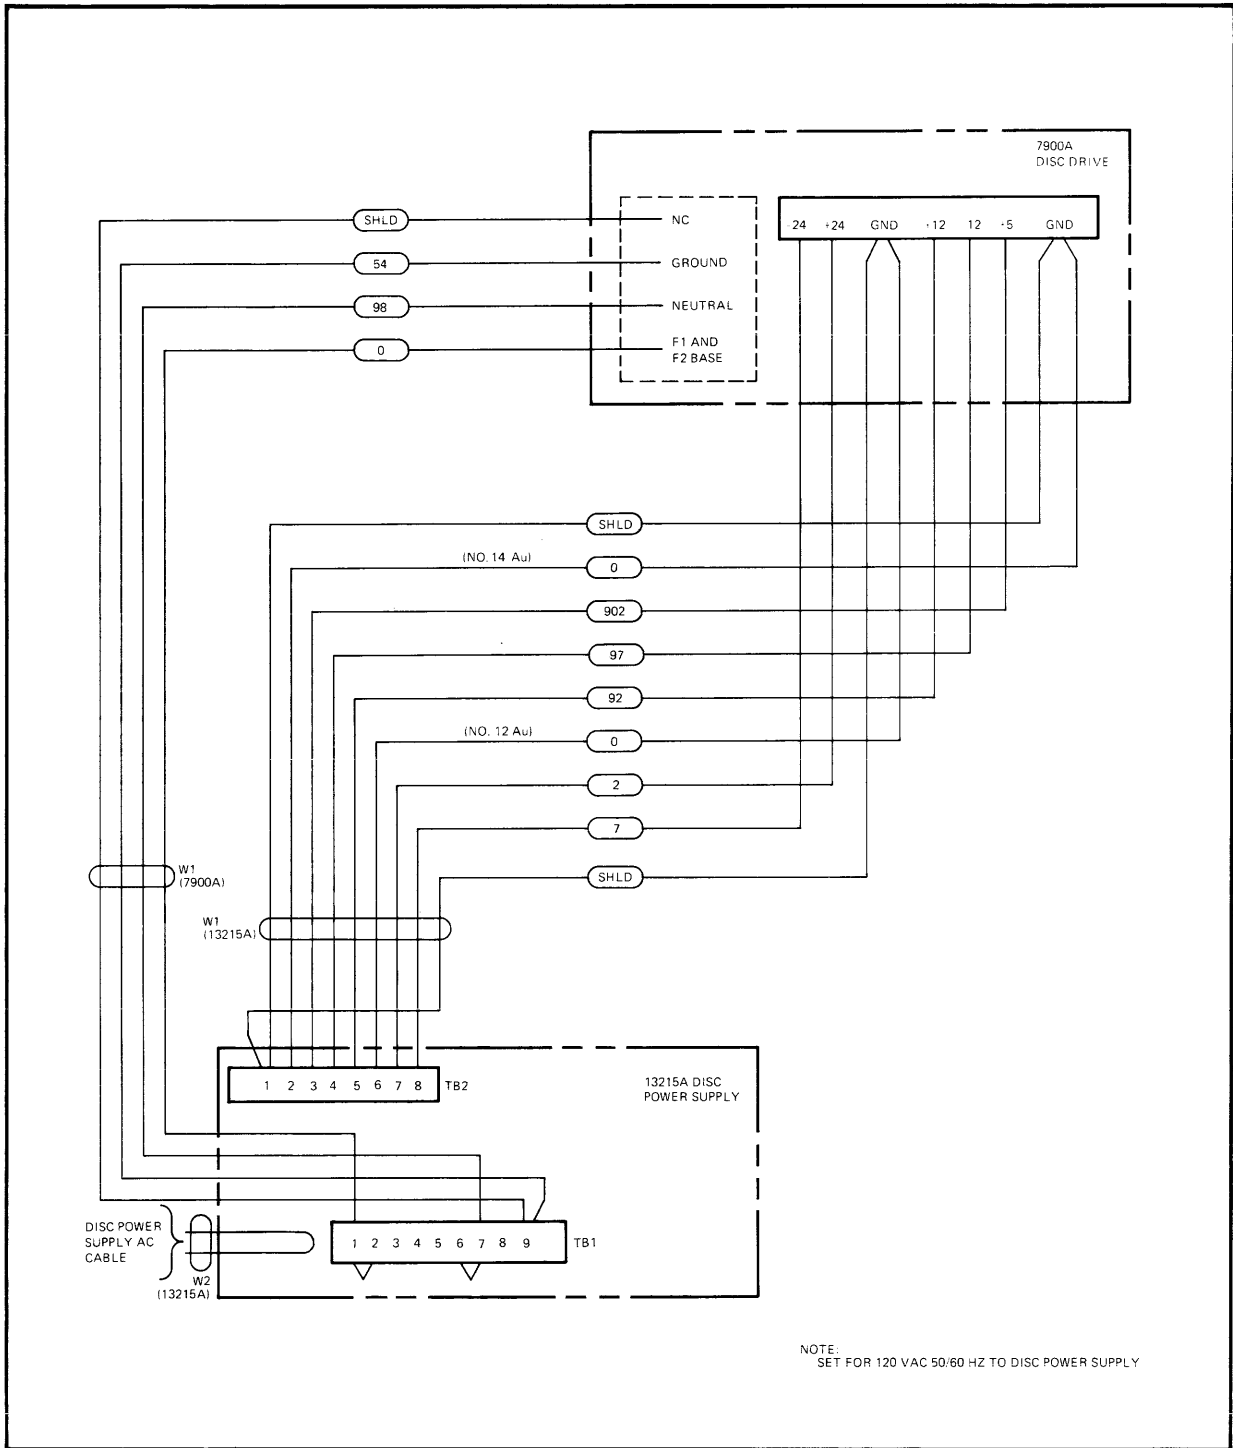 7900A
DISC DRIVE
-24 +24 GND +12 12 +5 GND
SHLD
NC
54
GROUND
98
NEUTRAL
0
F1 AND
F2 BASE
SHLD
(NO. 14 Au)
0
902
97
92
(NO. 12 Au)
0
2
7
SHLD
W1
(7900A)
W1
(13215A)
1 2 3 4 5 6 7 8
TB2
13215A DISC
POWER SUPPLY
DISC POWER
SUPPLY AC
CABLE
1 2 3 4 5 6 7 8 9
TB1
W2
(13215A)
NOTE:
SET FOR 120 VAC 50/60 HZ TO DISC POWER SUPPLY